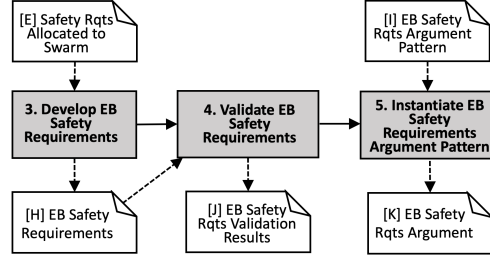 [E] Safety Rqts
Allocated to
Swarm
[I] EB Safety
Rqts Argument
Pattern
3. Develop EB
Safety
Requirements
4. Validate EB
Safety
Requirements
5. Instantiate EB
Safety
Requirements
Argument Pattern
[H] EB Safety
Requirements
[J] EB Safety
Rqts Validation
Results
[K] EB Safety
Rqts Argument